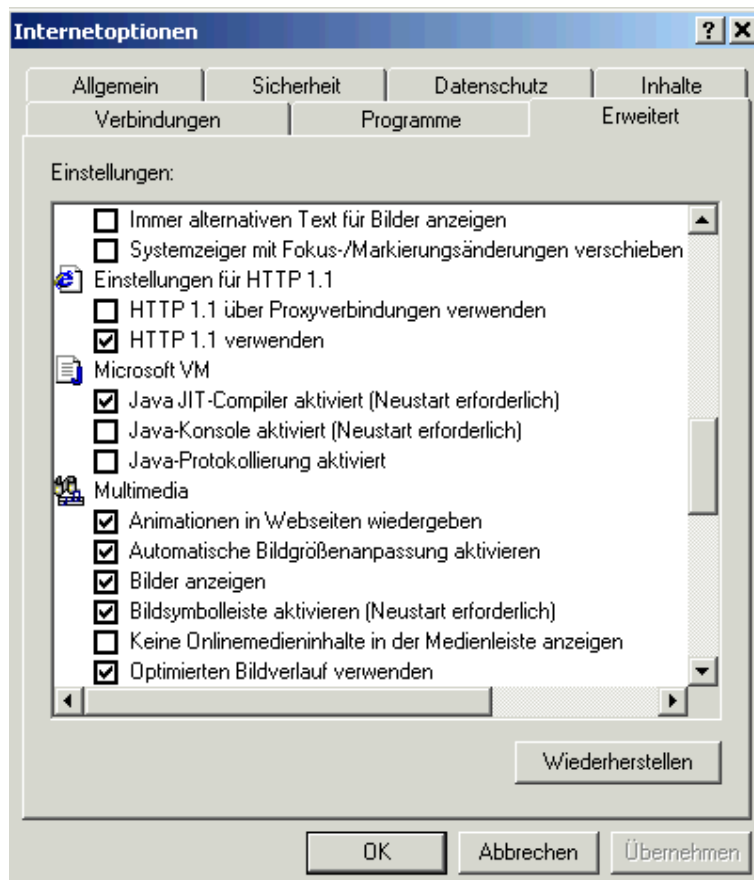 Internetoptionen
Allgemein
Sicherheit
Datenschutz
Inhalte
Verbindungen
Programme
Erweitert
Einstellungen:
Immer alternativen Text für Bilder anzeigen
Systemzeiger mit Fokus-/Markierungsänderungen verschieben
Einstellungen für HTTP 1.1
HTTP 1.1 über Proxyverbindungen verwenden
HTTP 1.1 verwenden
Microsoft VM
Java JIT-Compiler aktiviert (Neustart erforderlich)
Java-Konsole aktiviert (Neustart erforderlich)
Java-Protokollierung aktiviert
Multimedia
Animationen in Webseiten wiedergeben
Automatische Bildgrößenanpassung aktivieren
Bilder anzeigen
Bildsymbolleiste aktivieren (Neustart erforderlich)
Keine Onlinemedieninhalte in der Medienleiste anzeigen
Optimierten Bildverlauf verwenden
Wiederherstellen
OK
Abbrechen
Übernehmen